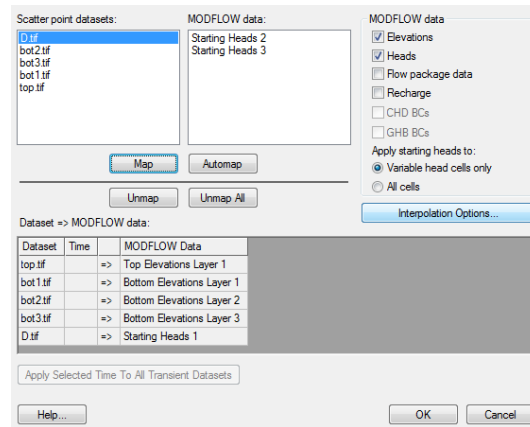 Scatter point datasets:
D.tif
bot2.tif
bot3.tif
bot1.tif
top.tif
MODFLOW data:
Starting Heads 2
Starting Heads 3
MODFLOW data
Elevations
Heads
Flow package data
Recharge
CHD BCs
GHB BCs
Apply starting heads to:
Variable head cells only
All cells
Map
Automap
Unmap
Unmap All
Interpolation Options...
Dataset => MODFLOW data:
Dataset Time MODFLOW Data
top.tif => Top Elevations Layer 1
bot1.tif => Bottom Elevations Layer 1
bot2.tif => Bottom Elevations Layer 2
bot3.tif => Bottom Elevations Layer 3
D.tif => Starting Heads 1
Apply Selected Time To All Transient Datasets
Help...
OK
Cancel